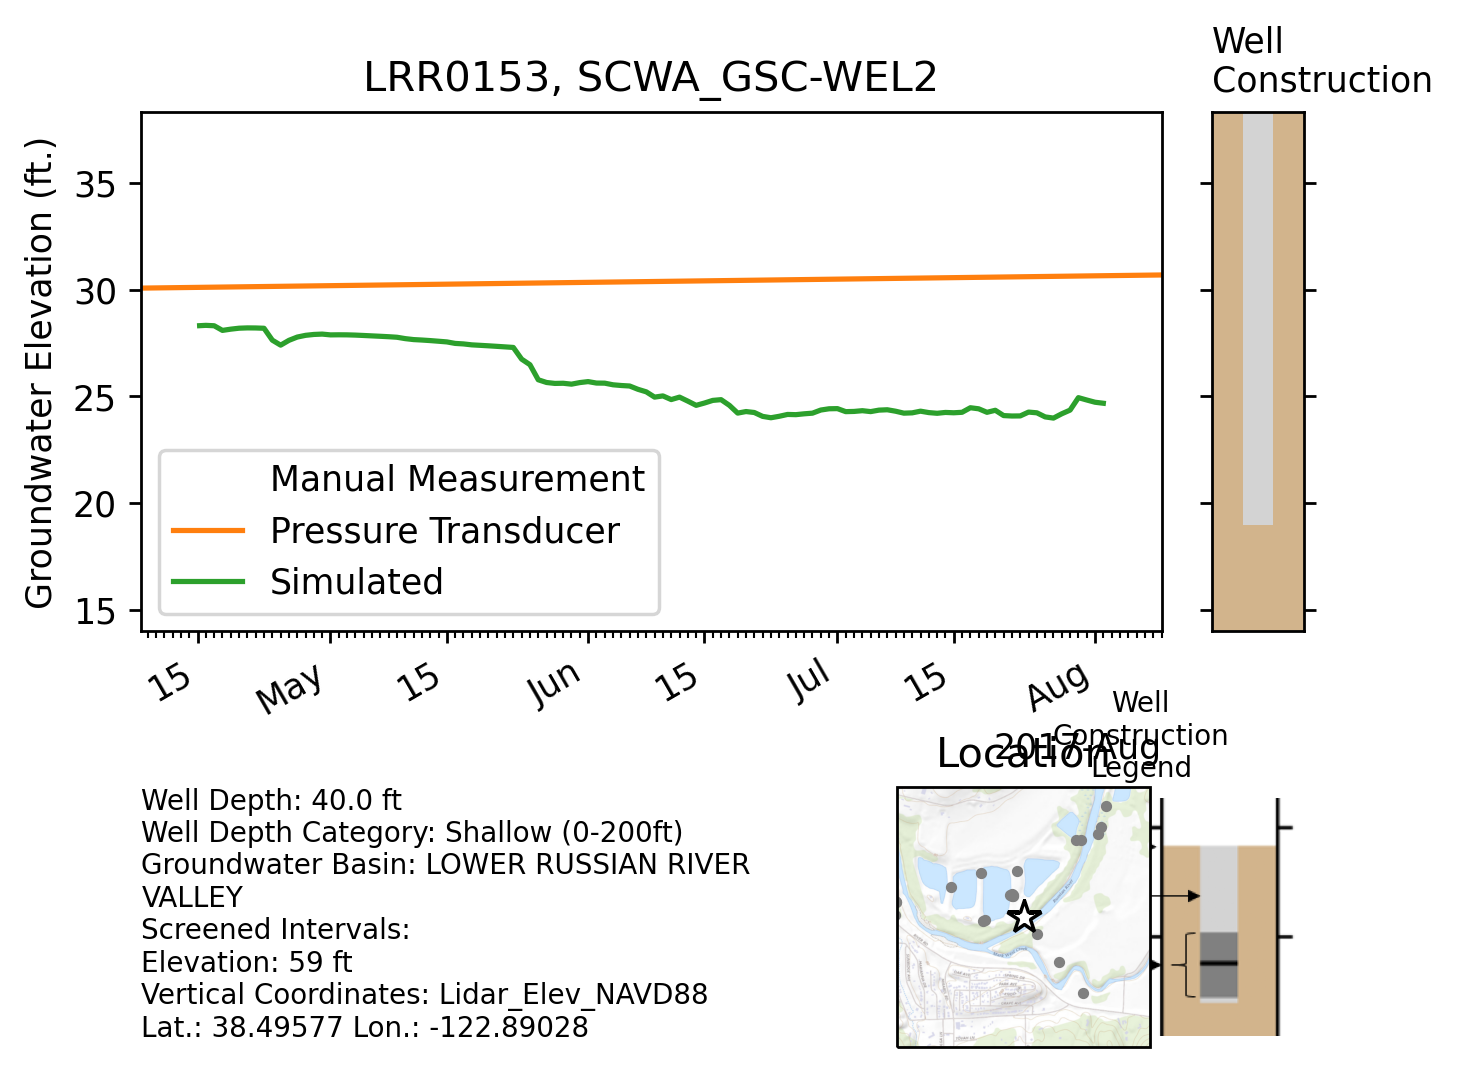 Well
Construction
LRR0153, SCWA_GSC-WEL2
Groundwater Elevation (ft.)
35
30
25
20
15
Manual Measurement
Pressure Transducer
Simulated
15
May
15
Jun
15
Jul
15
Aug
2017-Aug
Well
Construction
Legend
Location
Well Depth: 40.0 ft
Well Depth Category: Shallow (0-200ft)
Groundwater Basin: LOWER RUSSIAN RIVER
VALLEY
Screened Intervals:
Elevation: 59 ft
Vertical Coordinates: Lidar_Elev_NAVD88
Lat.: 38.49577 Lon.: -122.89028